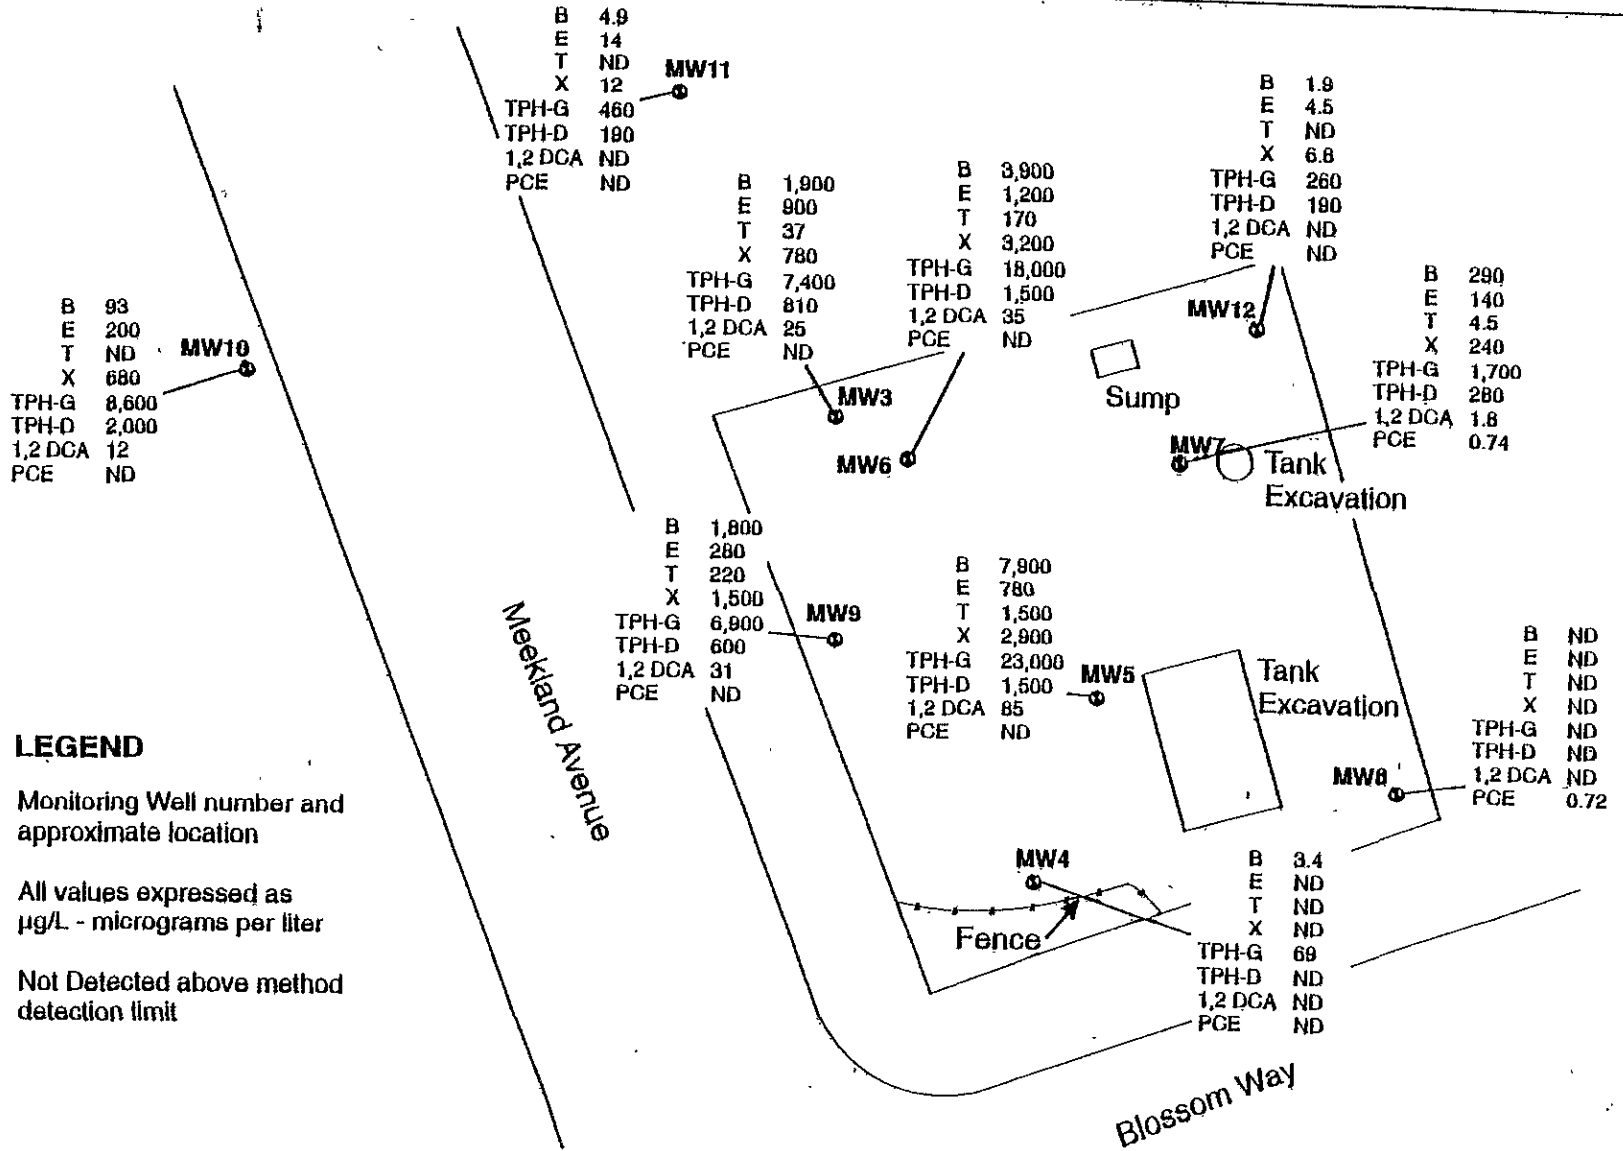 B 4.9
E 14
T ND
X 12
TPH-G 460
TPH-D 190
1,2 DCA ND
PCE ND
MW11
B 1.9
E 4.5
T ND
X 6.8
TPH-G 260
TPH-D 190
1,2 DCA ND
PCE ND
MW12
B 1,900
E 900
T 37
X 780
TPH-G 7,400
TPH-D 810
1,2 DCA 25
PCE ND
MW3
B 3,900
E 1,200
T 170
X 3,200
TPH-G 18,000
TPH-D 1,500
1,2 DCA 35
PCE ND
MW6
B 290
E 140
T 4.5
X 240
TPH-G 1,700
TPH-D 280
1,2 DCA 1.8
PCE 0.74
MW7
Sump
Tank
Excavation
B 93
E 200
T ND
X 680
TPH-G 8,600
TPH-D 2,000
1,2 DCA 12
PCE ND
MW10
B 1,800
E 280
T 220
X 1,500
TPH-G 6,900
TPH-D 600
1,2 DCA 31
PCE ND
MW9
B 7,900
E 780
T 1,500
X 2,900
TPH-G 23,000
TPH-D 1,500
1,2 DCA 85
PCE ND
MW5
Tank
Excavation
B ND
E ND
T ND
X ND
TPH-G ND
TPH-D ND
1,2 DCA ND
PCE 0.72
MW8
Meekland Avenue
LEGEND
Monitoring Well number and
approximate location
All values expressed as
µg/L - micrograms per liter
Not Detected above method
detection limit
MW4
Fence
B 3.4
E ND
T ND
X ND
TPH-G 69
TPH-D ND
1,2 DCA ND
PCE ND
Blossom Way